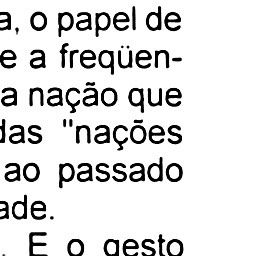 a, o papel de
e a freqüen-
a nação que
das "nações
ao passado
ade.
. E o gesto